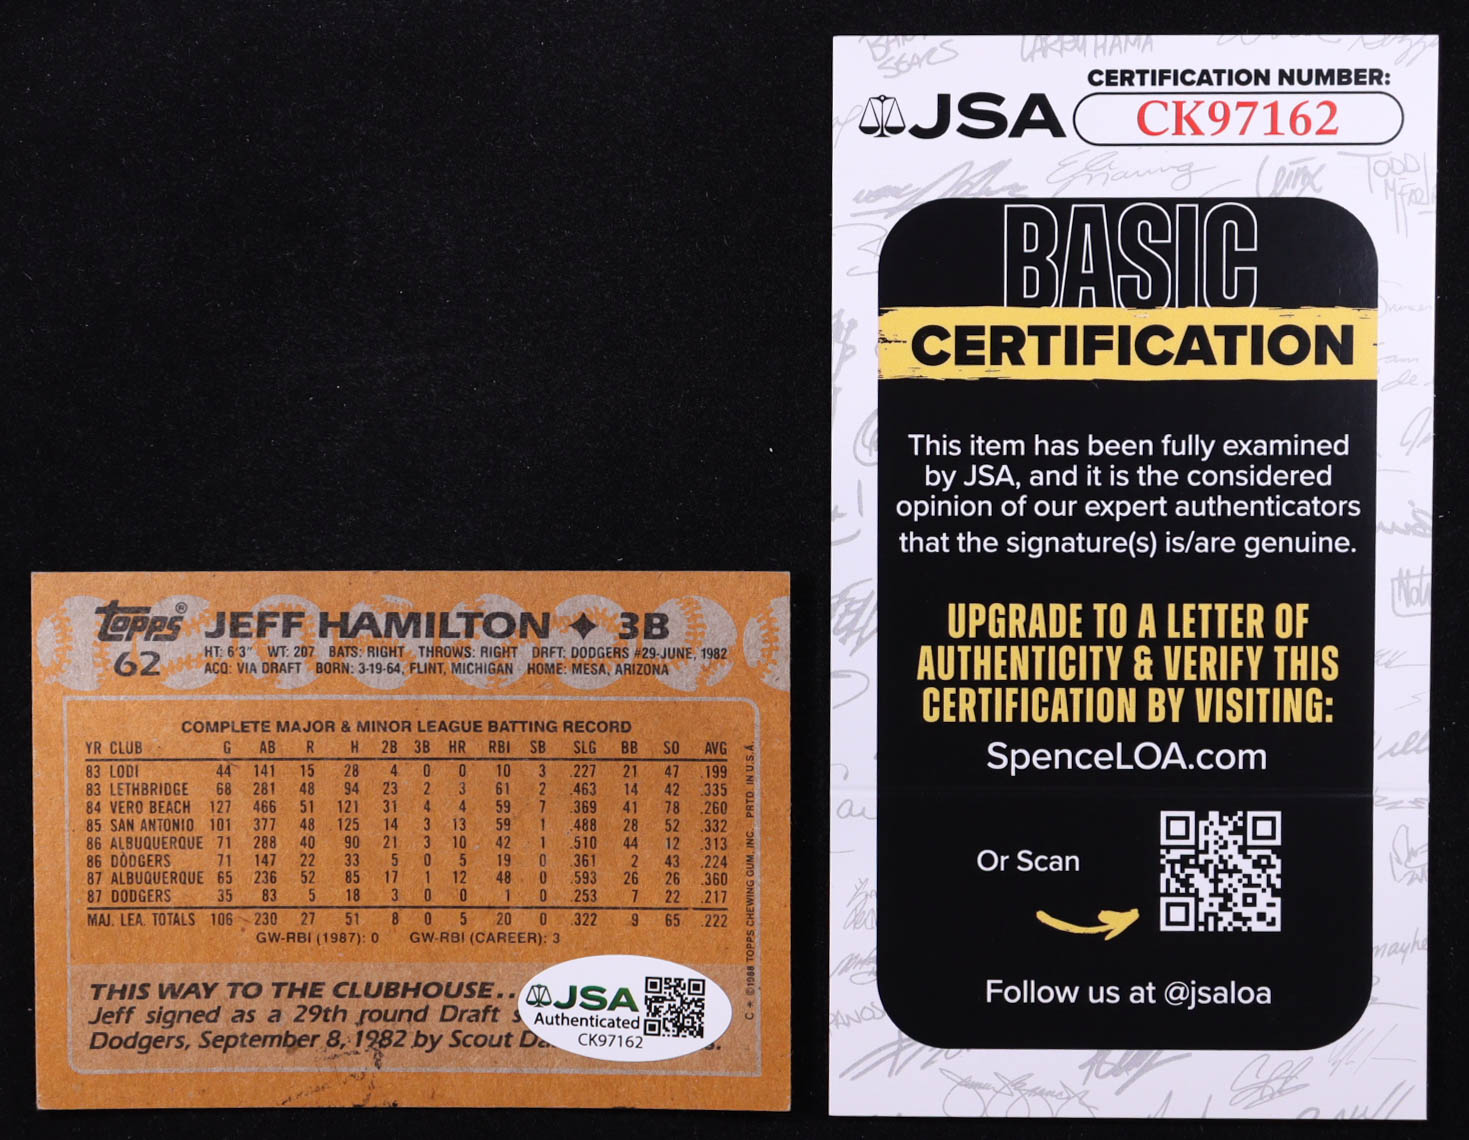 topps® JEFF HAMILTON ✦ 3B
62
HT: 6'3" WT: 207 BATS: RIGHT THROWS: RIGHT DRFT: DODGERS #29-JUNE, 1982
ACQ: VIA DRAFT BORN: 3-19-64, FLINT, MICHIGAN HOME: MESA, ARIZONA
COMPLETE MAJOR & MINOR LEAGUE BATTING RECORD
YR CLUB G AB R H 2B 3B HR RBI SB SLG BB SO AVG
83 LODI 44 141 15 28 4 0 0 10 3 .227 21 47 .199
83 LETHBRIDGE 68 281 48 94 23 2 3 61 2 .463 14 42 .335
84 VERO BEACH 127 466 51 121 31 4 4 59 7 .369 41 78 .260
85 SAN ANTONIO 101 377 48 125 14 3 13 59 1 .488 28 52 .332
86 ALBUQUERQUE 71 288 40 90 21 3 10 42 1 .510 44 12 .313
86 DODGERS 71 147 22 33 5 0 5 19 0 .361 2 43 .224
87 ALBUQUERQUE 65 236 52 85 17 1 12 48 0 .593 26 26 .360
87 DODGERS 35 83 5 18 3 0 0 1 0 .253 7 22 .217
MAJ. LEA. TOTALS 106 230 27 51 8 0 5 20 0 .322 9 65 .222
GW-RBI (1987): 0 GW-RBI (CAREER): 3
THIS WAY TO THE CLUBHOUSE..
Jeff signed as a 29th round Draft
Dodgers, September 8, 1982 by Scout
©1988 TOPPS CHEWING GUM, INC. PRTD. IN U.S.A.
JSA
Authenticated
CK97162
CERTIFICATION NUMBER:
JSA CK97162
BASIC
CERTIFICATION
This item has been fully examined
by JSA, and it is the considered
opinion of our expert authenticators
that the signature(s) is/are genuine.
UPGRADE TO A LETTER OF
AUTHENTICITY & VERIFY THIS
CERTIFICATION BY VISITING:
SpenceLOA.com
Or Scan
Follow us at @jsaloa